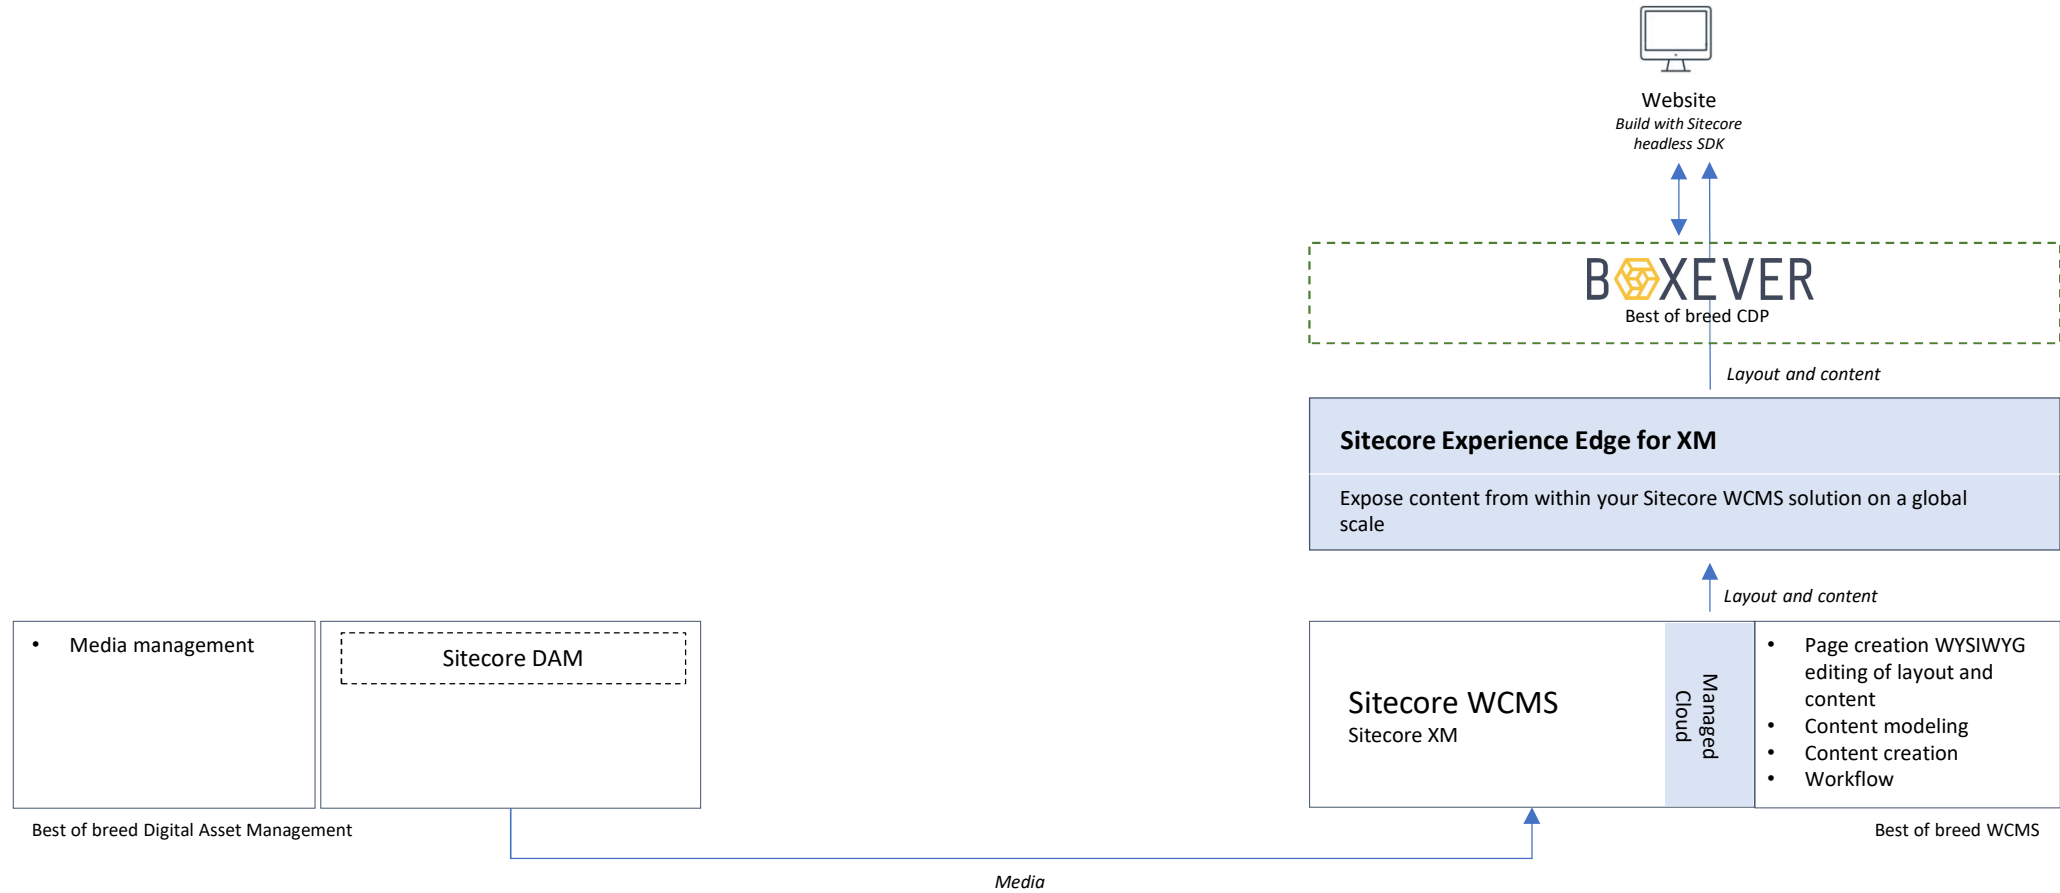 Website
Build with Sitecore
headless SDK
BOXEVER
Best of breed CDP
Layout and content
Sitecore Experience Edge for XM
Expose content from within your Sitecore WCMS solution on a global
scale
Layout and content
• Media management
Sitecore DAM
Best of breed Digital Asset Management
Sitecore WCMS
Sitecore XM
Managed
Cloud
• Page creation WYSIWYG
editing of layout and
content
• Content modeling
• Content creation
• Workflow
Best of breed WCMS
Media